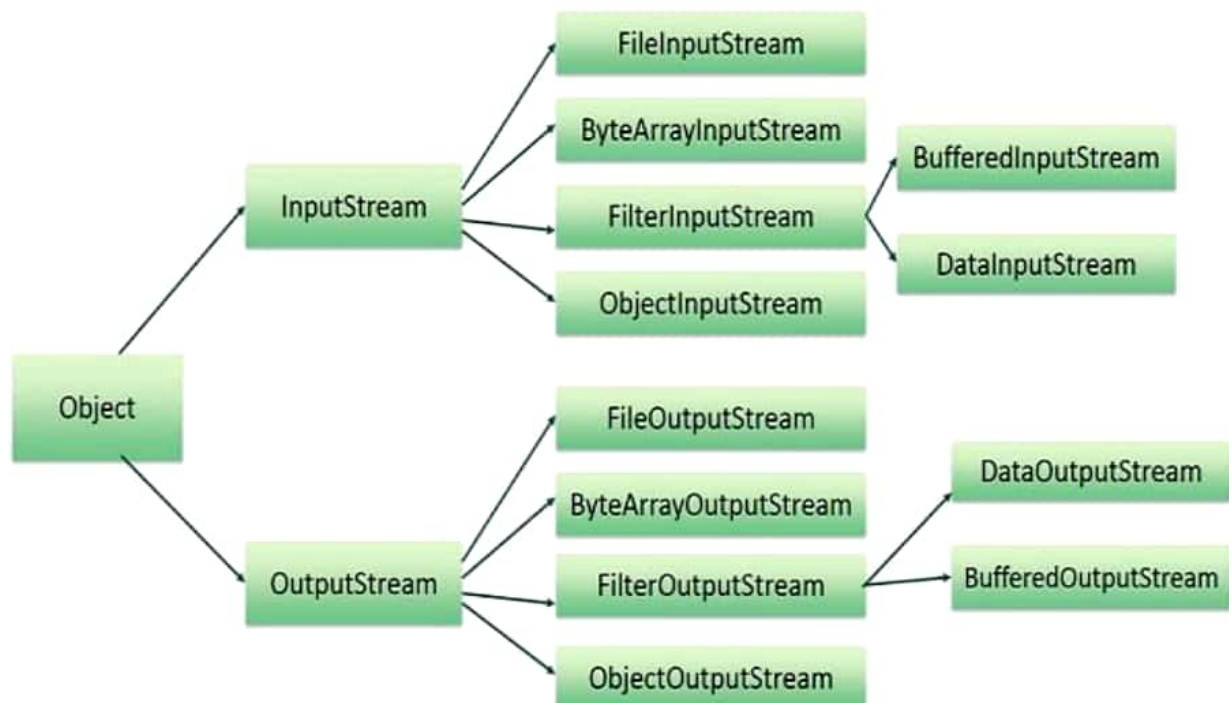 FileInputStream
ByteArrayInputStream
BufferedInputStream
InputStream
FilterInputStream
DataInputStream
ObjectInputStream
Object
FileOutputStream
DataOutputStream
ByteArrayOutputStream
OutputStream
FilterOutputStream
BufferedOutputStream
ObjectOutputStream